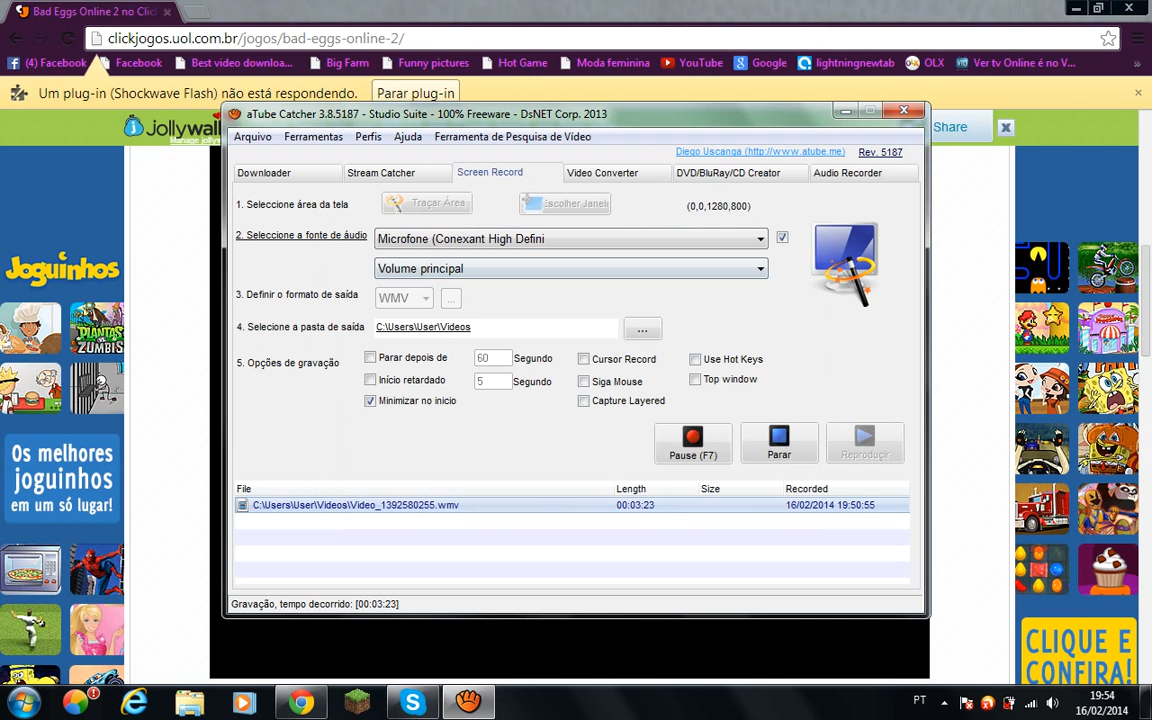 Bad Eggs Online 2 no Clic
clickjogos.uol.com.br/jogos/bad-eggs-online-2/
(4) Facebook
Facebook
Best video downloa...
Big Farm
Funny pictures
Hot Game
Moda feminina
YouTube
Google
lightningnewtab
OLX
Ver tv Online é no V...
Um plug-in (Shockwave Flash) não está respondendo.
Parar plug-in
Jollywall
Share
aTube Catcher 3.8.5187 - Studio Suite - 100% Freeware - DsNET Corp. 2013
Arquivo
Ferramentas
Perfis
Ajuda
Ferramenta de Pesquisa de Vídeo
Diego Uscanga (http://www.atube.me)
Rev. 5187
Downloader
Stream Catcher
Screen Record
Video Converter
DVD/BluRay/CD Creator
Audio Recorder
1. Seleccione área da tela
Traçar Área
Escolher Janel
(0,0,1280,800)
2. Seleccione a fonte de áudio
Microfone (Conexant High Defini
Volume principal
3. Definir o formato de saída
WMV
...
4. Selecione a pasta de saída
C:\Users\User\Videos
...
5. Opções de gravação
Parar depois de
60
Segundo
Cursor Record
Use Hot Keys
Início retardado
5
Segundo
Siga Mouse
Top window
Minimizar no inicio
Capture Layered
Pause (F7)
Parar
Reproducir
File
Length
Size
Recorded
C:\Users\User\Videos\Video_1392580255.wmv
00:03:23
16/02/2014 19:50:55
Gravação, tempo decorrido: [00:03:23]
Joguinhos
PLANTAS
vs
ZUMBIS
Os melhores
joguinhos
em um só lugar!
CLIQUE E
CONFIRA!
PT
19:54
16/02/2014